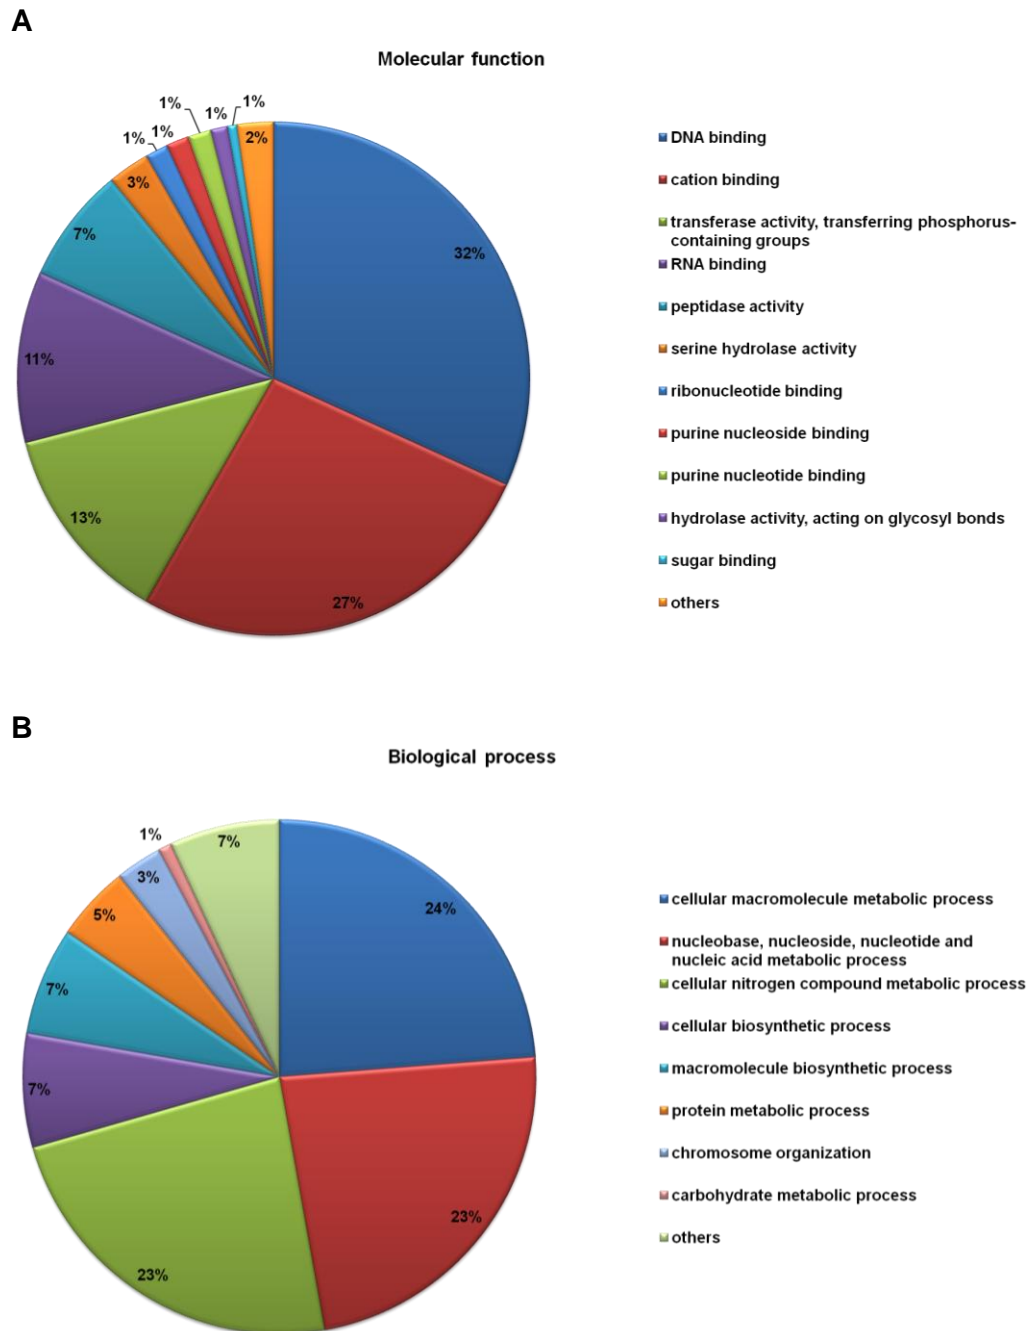 A
Molecular function
1%
1%
1%
1%
1%
2%
3%
7%
32%
11%
13%
27%
DNA binding
cation binding
transferase activity, transferring phosphorus-
containing groups
RNA binding
peptidase activity
serine hydrolase activity
ribonucleotide binding
purine nucleoside binding
purine nucleotide binding
hydrolase activity, acting on glycosyl bonds
sugar binding
others
B
Biological process
1%
7%
3%
24%
5%
7%
7%
23%
23%
cellular macromolecule metabolic process
nucleobase, nucleoside, nucleotide and
nucleic acid metabolic process
cellular nitrogen compound metabolic process
cellular biosynthetic process
macromolecule biosynthetic process
protein metabolic process
chromosome organization
carbohydrate metabolic process
others